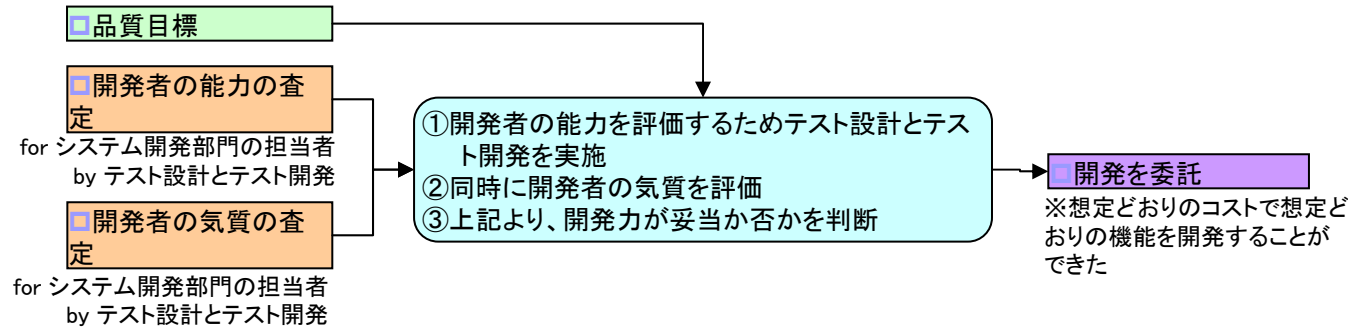 品質目標
開発者の能力の査
定
for システム開発部門の担当者
by テスト設計とテスト開発
開発者の気質の査
定
for システム開発部門の担当者
by テスト設計とテスト開発
①開発者の能力を評価するためテスト設計とテス
ト開発を実施
②同時に開発者の気質を評価
③上記より、開発力が妥当か否かを判断
開発を委託
※想定どおりのコストで想定ど
おりの機能を開発することが
できた